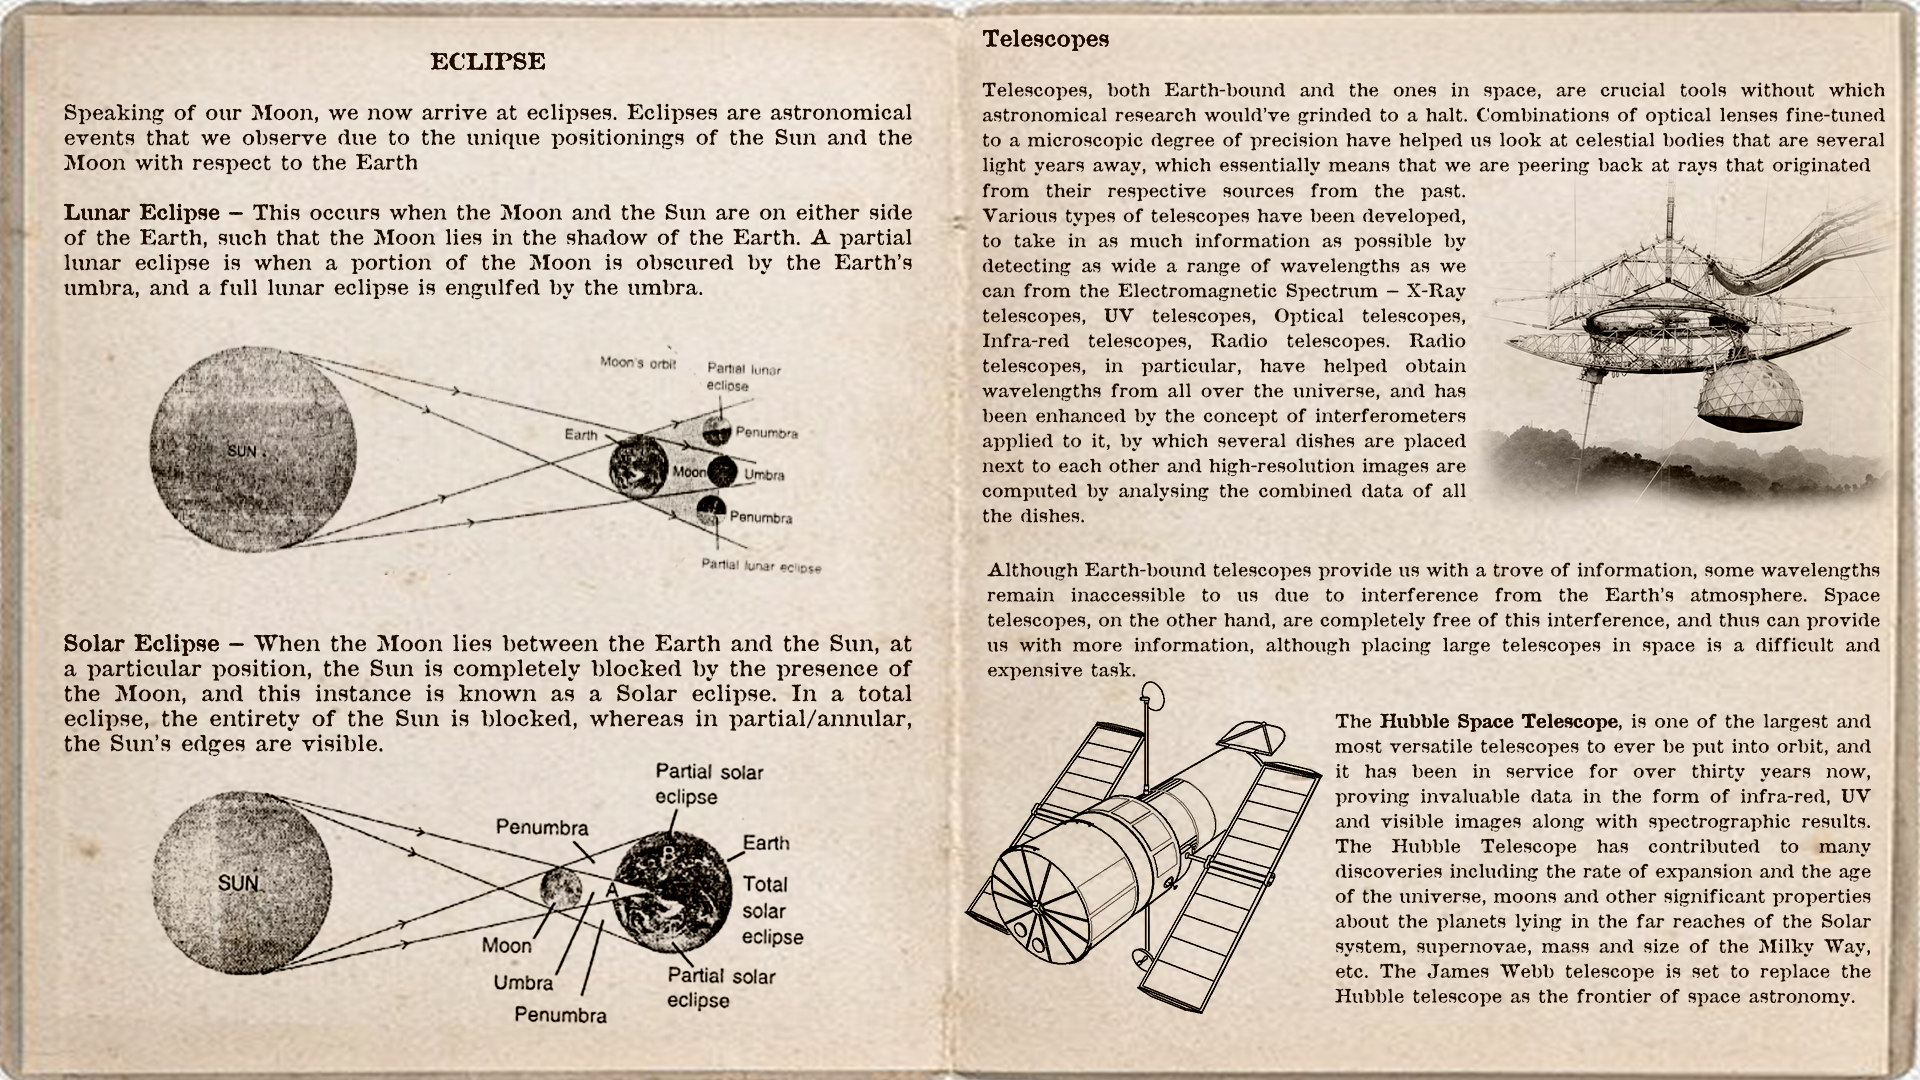 ECLIPSE
Speaking of our Moon, we now arrive at eclipses. Eclipses are astronomical
events that we observe due to the unique positionings of the Sun and the
Moon with respect to the Earth
Lunar Eclipse – This occurs when the Moon and the Sun are on either side
of the Earth, such that the Moon lies in the shadow of the Earth. A partial
lunar eclipse is when a portion of the Moon is obscured by the Earth's
umbra, and a full lunar eclipse is engulfed by the umbra.
Moon's orbit
Partial lunar
eclipse
Earth
Penumbra
SUN
Moon
Umbra
Penumbra
Partial lunar eclipse
Solar Eclipse – When the Moon lies between the Earth and the Sun, at
a particular position, the Sun is completely blocked by the presence of
the Moon, and this instance is known as a Solar eclipse. In a total
eclipse, the entirety of the Sun is blocked, whereas in partial/annular,
the Sun's edges are visible.
Partial solar
eclipse
Penumbra
B
Earth
SUN
A
Total
solar
eclipse
Moon
Umbra
Penumbra
Partial solar
eclipse
Telescopes
Telescopes, both Earth-bound and the ones in space, are crucial tools without which
astronomical research would've grinded to a halt. Combinations of optical lenses fine-tuned
to a microscopic degree of precision have helped us look at celestial bodies that are several
light years away, which essentially means that we are peering back at rays that originated
from their respective sources from the past.
Various types of telescopes have been developed,
to take in as much information as possible by
detecting as wide a range of wavelengths as we
can from the Electromagnetic Spectrum – X-Ray
telescopes, UV telescopes, Optical telescopes,
Infra-red telescopes, Radio telescopes. Radio
telescopes, in particular, have helped obtain
wavelengths from all over the universe, and has
been enhanced by the concept of interferometers
applied to it, by which several dishes are placed
next to each other and high-resolution images are
computed by analysing the combined data of all
the dishes.
Although Earth-bound telescopes provide us with a trove of information, some wavelengths
remain inaccessible to us due to interference from the Earth's atmosphere. Space
telescopes, on the other hand, are completely free of this interference, and thus can provide
us with more information, although placing large telescopes in space is a difficult and
expensive task.
The Hubble Space Telescope, is one of the largest and
most versatile telescopes to ever be put into orbit, and
it has been in service for over thirty years now,
proving invaluable data in the form of infra-red, UV
and visible images along with spectrographic results.
The Hubble Telescope has contributed to many
discoveries including the rate of expansion and the age
of the universe, moons and other significant properties
about the planets lying in the far reaches of the Solar
system, supernovae, mass and size of the Milky Way,
etc. The James Webb telescope is set to replace the
Hubble telescope as the frontier of space astronomy.